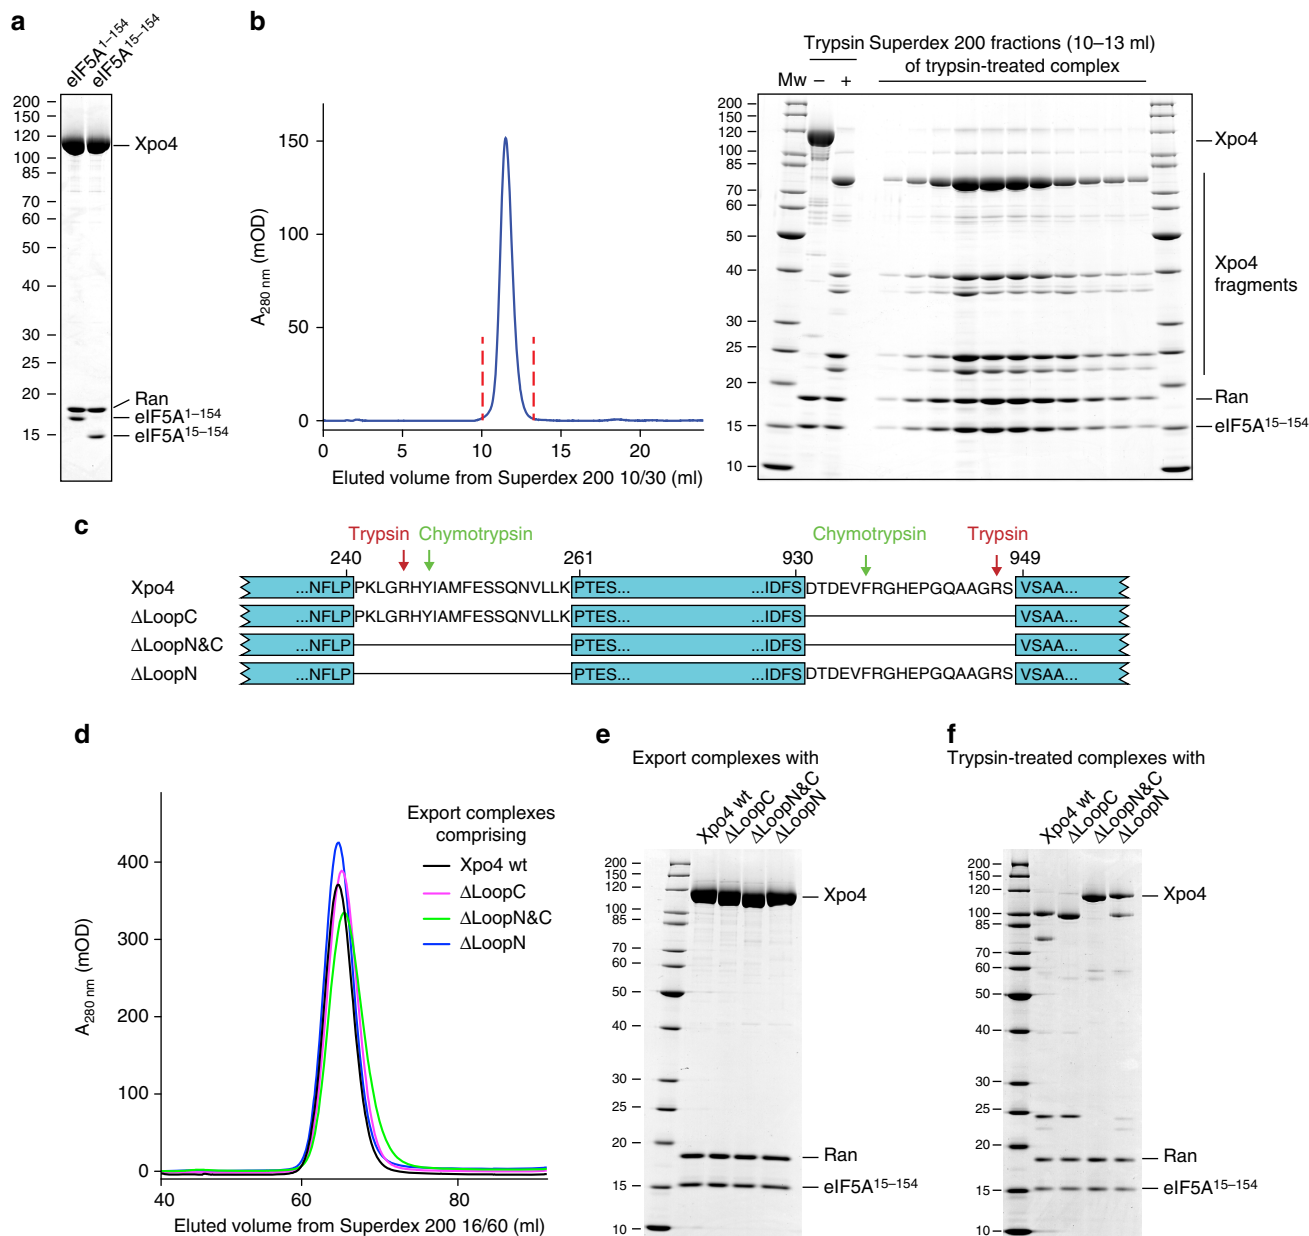 a
eIF5A1–154
eIF5A15–154
200
150
120
100
85
70
60
50
40
30
25
20
15
Xpo4
Ran
eIF5A1–154
eIF5A15–154
b
150
100
50
0
A280 nm (mOD)
0 5 10 15 20
Eluted volume from Superdex 200 10/30 (ml)
Trypsin Superdex 200 fractions (10–13 ml)
of trypsin-treated complex
Mw – +
200
150
120
100
85
70
60
50
40
30
25
20
15
10
Xpo4
Xpo4
fragments
Ran
eIF5A15–154
c
Trypsin Chymotrypsin Chymotrypsin Trypsin
240 261 930 949
Xpo4 ...NFLP PKLGRHYIAMFESSQNVLLK PTES... ...IDFS DTDEVFRGHEPGQAAGRS VSAA...
ΔLoopC ...NFLP PKLGRHYIAMFESSQNVLLK PTES... ...IDFS VSAA...
ΔLoopN&C ...NFLP PTES... ...IDFS VSAA...
ΔLoopN ...NFLP PTES... ...IDFS DTDEVFRGHEPGQAAGRS VSAA...
d
400
300
200
100
0
A280 nm (mOD)
40 60 80
Eluted volume from Superdex 200 16/60 (ml)
Export complexes
comprising
Xpo4 wt
ΔLoopC
ΔLoopN&C
ΔLoopN
e
Export complexes with
Xpo4 wt
ΔLoopC
ΔLoopN&C
ΔLoopN
200
150
120
100
85
70
60
50
40
30
25
20
15
10
Xpo4
Ran
eIF5A15–154
f
Trypsin-treated complexes with
Xpo4 wt
ΔLoopC
ΔLoopN&C
ΔLoopN
200
150
120
100
85
70
60
50
40
30
25
20
15
10
Xpo4
Ran
eIF5A15–154